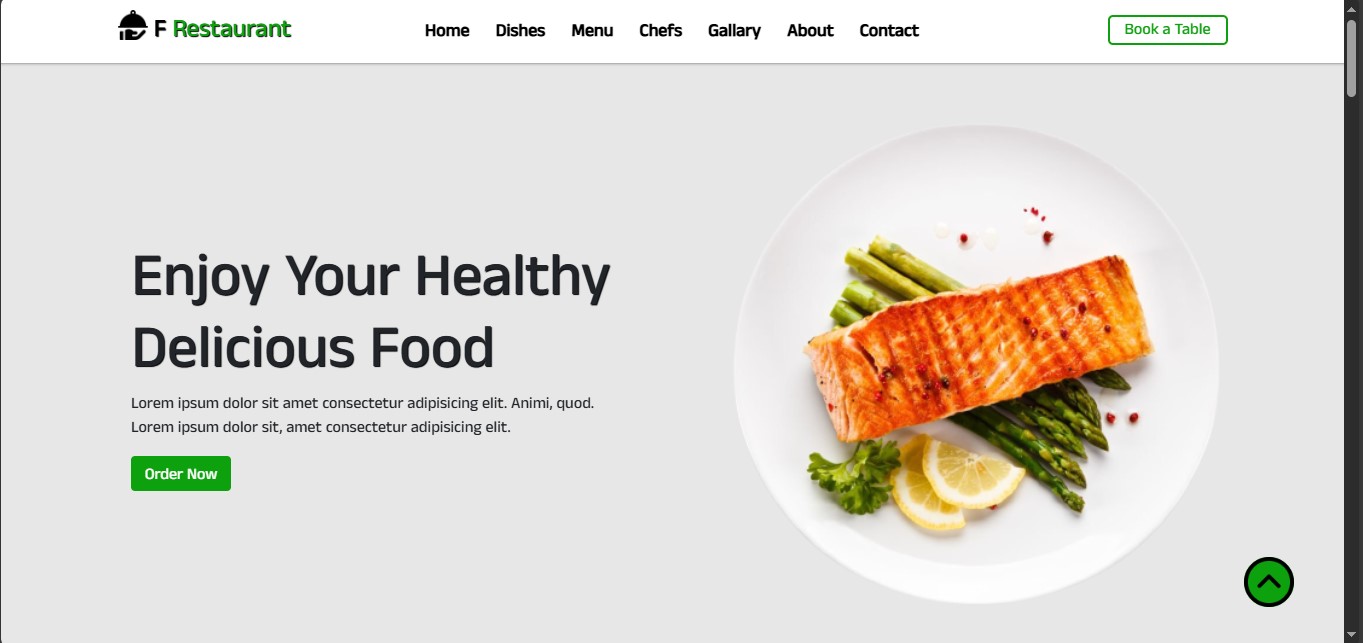 F Restaurant
Home Dishes Menu Chefs Gallary About Contact
Book a Table
Enjoy Your Healthy
Delicious Food
Lorem ipsum dolor sit amet consectetur adipisicing elit. Animi, quod.
Lorem ipsum dolor sit, amet consectetur adipisicing elit.
Order Now